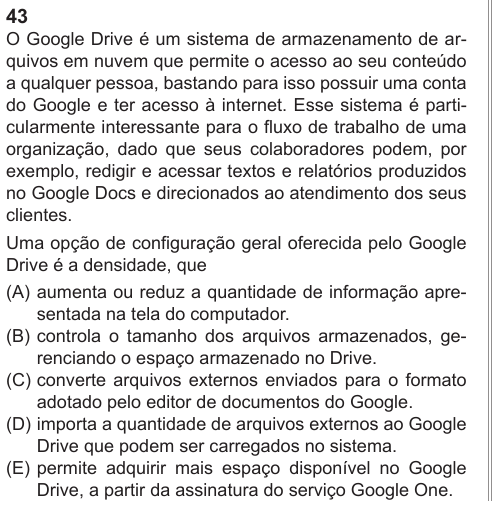 43
O Google Drive é um sistema de armazenamento de ar-
quivos em nuvem que permite o acesso ao seu conteúdo
a qualquer pessoa, bastando para isso possuir uma conta
do Google e ter acesso à internet. Esse sistema é parti-
cularmente interessante para o fluxo de trabalho de uma
organização, dado que seus colaboradores podem, por
exemplo, redigir e acessar textos e relatórios produzidos
no Google Docs e direcionados ao atendimento dos seus
clientes.
Uma opção de configuração geral oferecida pelo Google
Drive é a densidade, que
(A) aumenta ou reduz a quantidade de informação apre-
sentada na tela do computador.
(B) controla o tamanho dos arquivos armazenados, ge-
renciando o espaço armazenado no Drive.
(C) converte arquivos externos enviados para o formato
adotado pelo editor de documentos do Google.
(D) importa a quantidade de arquivos externos ao Google
Drive que podem ser carregados no sistema.
(E) permite adquirir mais espaço disponível no Google
Drive, a partir da assinatura do serviço Google One.